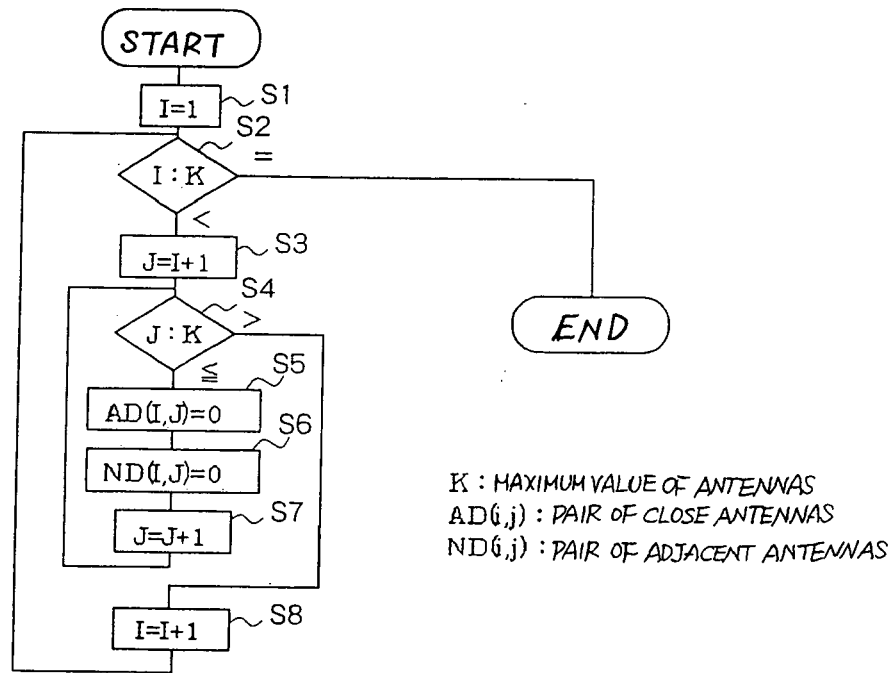 START
I=1
S1
S2
I : K
=
<
S3
J=I+1
S4
J : K
>
≦
S5
AD(I,J)=0
S6
ND(I,J)=0
S7
J=J+1
S8
I=I+1
END
K : MAXIMUM VALUE OF ANTENNAS
AD(i,j) : PAIR OF CLOSE ANTENNAS
ND(i,j) : PAIR OF ADJACENT ANTENNAS